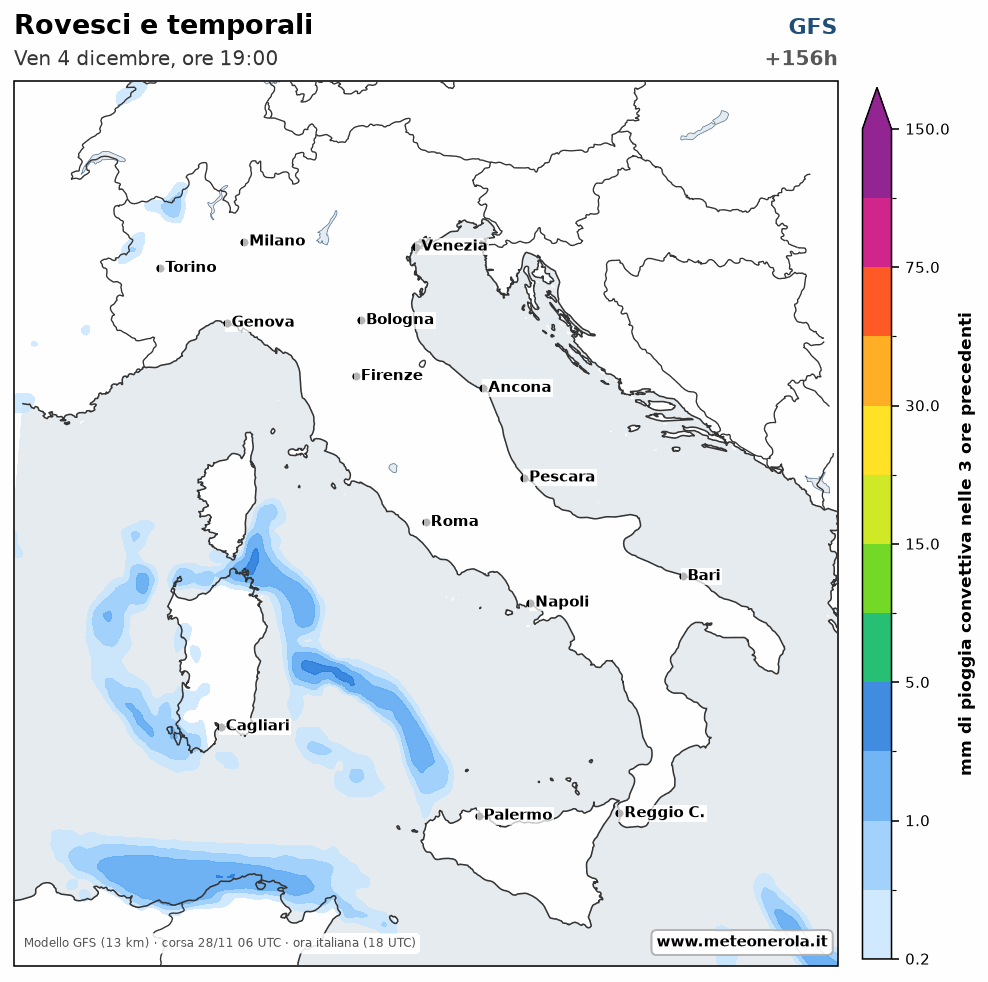 Rovesci e temporali
GFS
Ven 4 dicembre, ore 19:00
+156h
150.0
75.0
30.0
15.0
5.0
1.0
0.2
mm di pioggia convettiva nelle 3 ore precedenti
Milano
Venezia
Torino
Genova
Bologna
Firenze
Ancona
Pescara
Roma
Bari
Napoli
Cagliari
Palermo
Reggio C.
Modello GFS (13 km) · corsa 28/11 06 UTC · ora italiana (18 UTC)
www.meteonerola.it